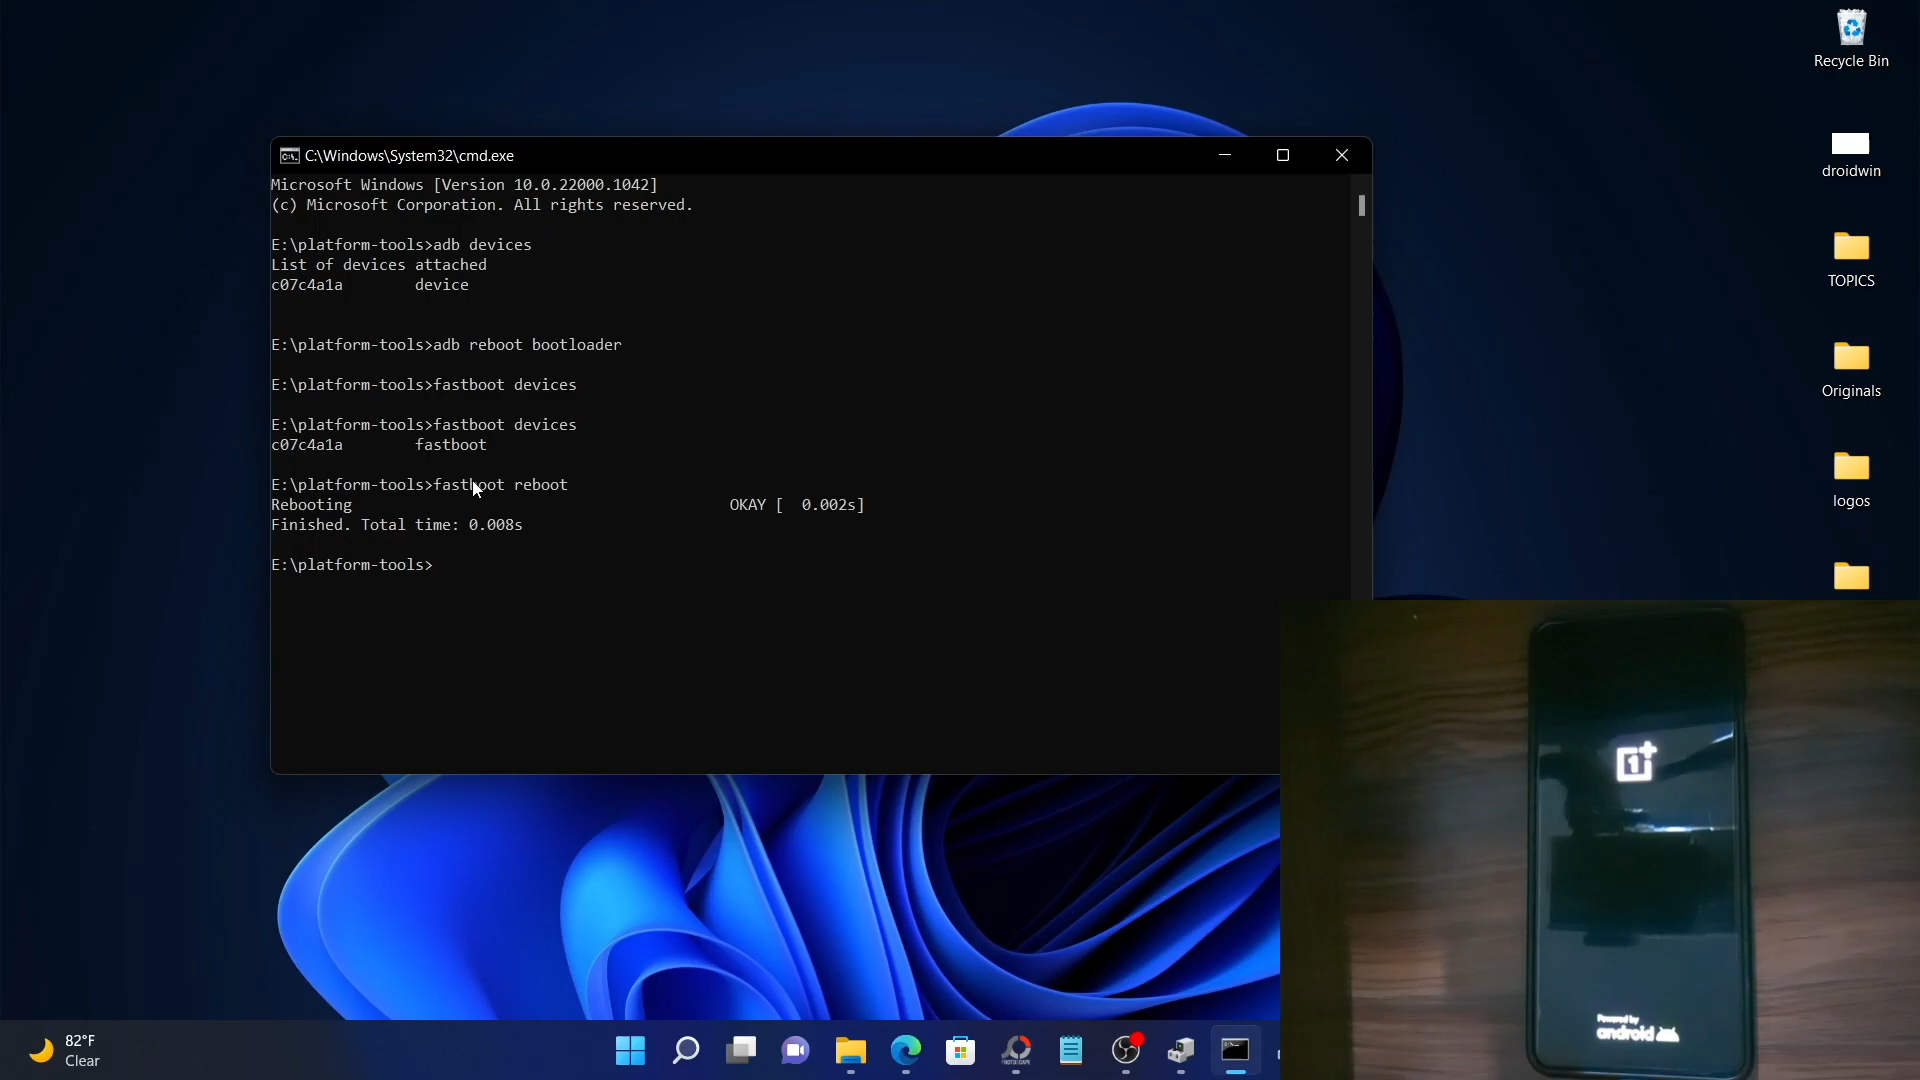 Recycle Bin
droidwin
TOPICS
Originals
logos
C:\Windows\System32\cmd.exe
Microsoft Windows [Version 10.0.22000.1042]
(c) Microsoft Corporation. All rights reserved.
E:\platform-tools>adb devices
List of devices attached
c07c4a1a device
E:\platform-tools>adb reboot bootloader
E:\platform-tools>fastboot devices
E:\platform-tools>fastboot devices
c07c4a1a fastboot
E:\platform-tools>fastboot reboot
Rebooting OKAY [ 0.002s]
Finished. Total time: 0.008s
E:\platform-tools>
1+
Powered by
android
82°F
Clear